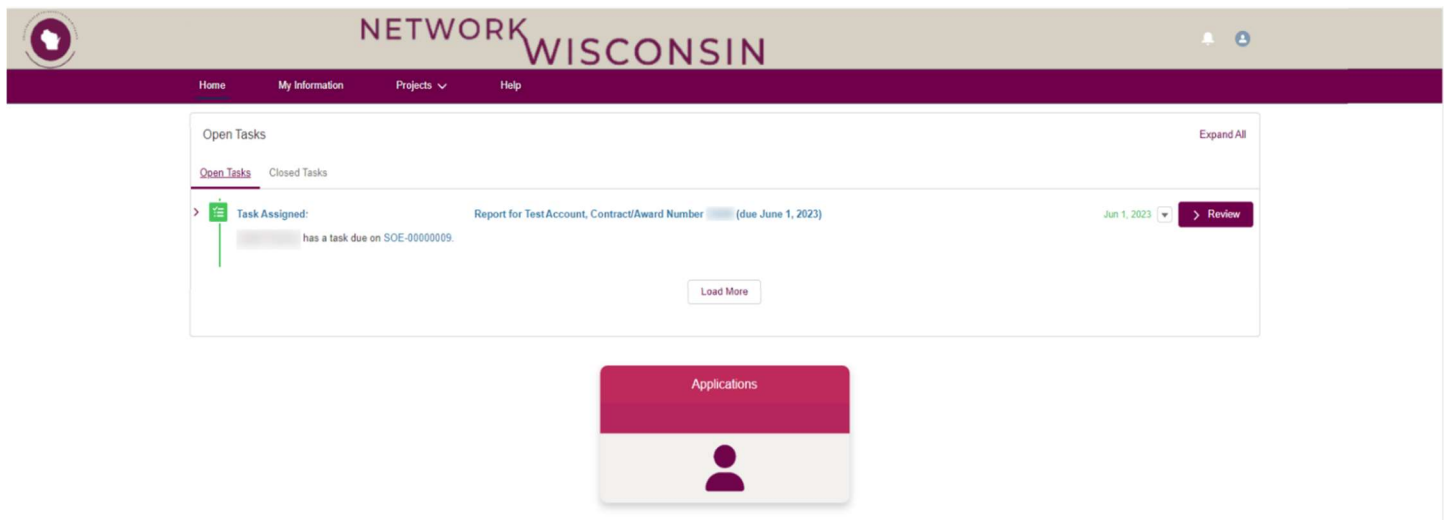 NETWORK
WISCONSIN
Home My Information Projects Help
Open Tasks Expand All
Open Tasks Closed Tasks
Task Assigned: Report for Test Account, Contract/Award Number (due June 1, 2023) Jun 1, 2023 Review
has a task due on SOE-00000009.
Load More
Applications